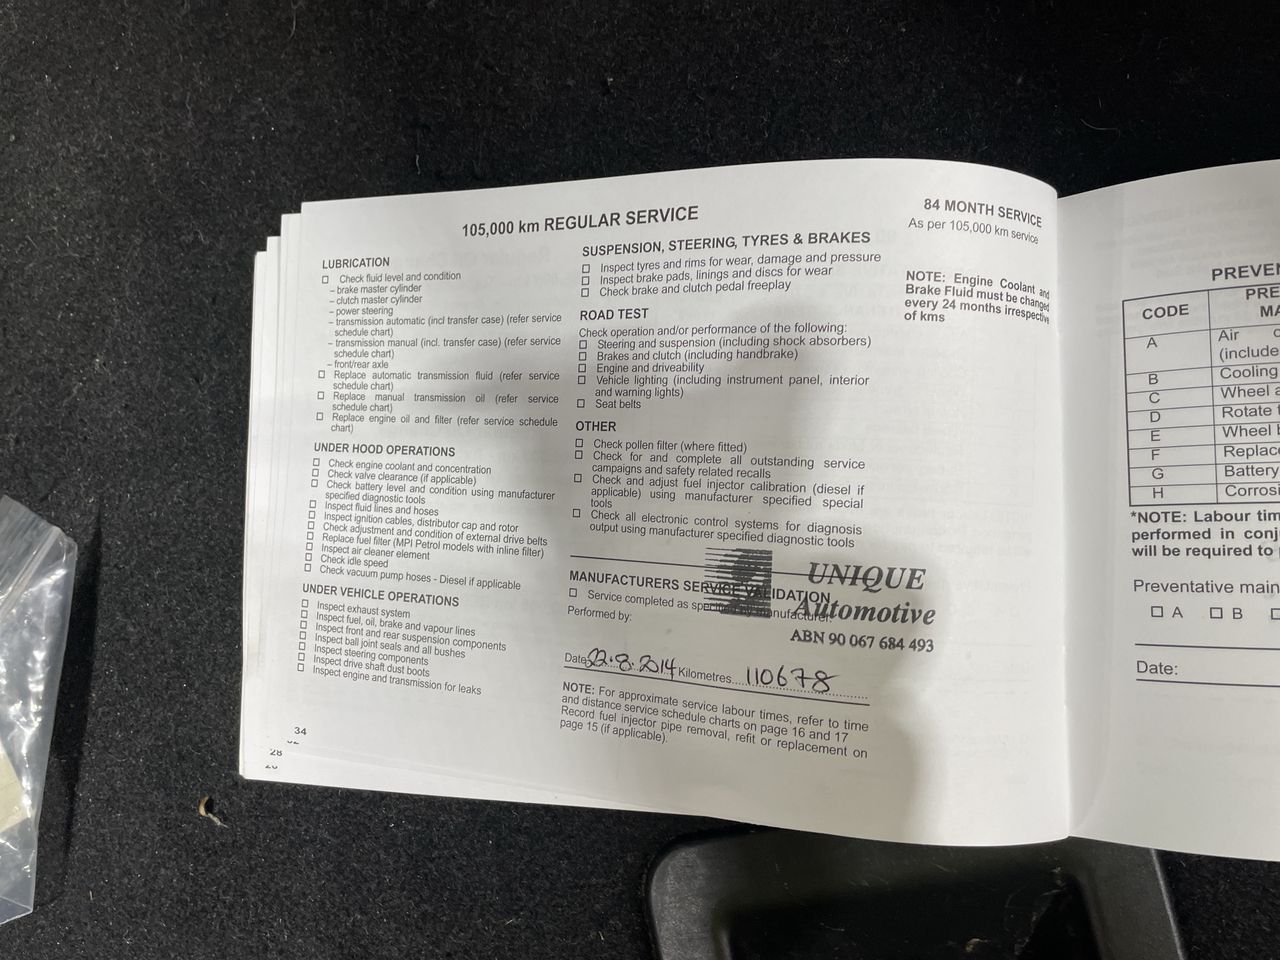 105,000 km REGULAR SERVICE
LUBRICATION
☐ Check fluid level and condition
– brake master cylinder
– clutch master cylinder
– power steering
– transmission automatic (incl transfer case) (refer service
schedule chart)
– transmission manual (incl. transfer case) (refer service
schedule chart)
– front/rear axle
☐ Replace automatic transmission fluid (refer service
schedule chart)
☐ Replace manual transmission oil (refer service
schedule chart)
☐ Replace engine oil and filter (refer service schedule
chart)
UNDER HOOD OPERATIONS
☐ Check engine coolant and concentration
☐ Check valve clearance (if applicable)
☐ Check battery level and condition using manufacturer
specified diagnostic tools
☐ Inspect fluid lines and hoses
☐ Inspect ignition cables, distributor cap and rotor
☐ Check adjustment and condition of external drive belts
☐ Replace fuel filter (MPI Petrol models with inline filter)
☐ Inspect air cleaner element
☐ Check idle speed
☐ Check vacuum pump hoses - Diesel if applicable
UNDER VEHICLE OPERATIONS
☐ Inspect exhaust system
☐ Inspect fuel, oil, brake and vapour lines
☐ Inspect front and rear suspension components
☐ Inspect ball joint seals and all bushes
☐ Inspect steering components
☐ Inspect drive shaft dust boots
☐ Inspect engine and transmission for leaks
34
28
SUSPENSION, STEERING, TYRES & BRAKES
☐ Inspect tyres and rims for wear, damage and pressure
☐ Inspect brake pads, linings and discs for wear
☐ Check brake and clutch pedal freeplay
ROAD TEST
Check operation and/or performance of the following:
☐ Steering and suspension (including shock absorbers)
☐ Brakes and clutch (including handbrake)
☐ Engine and driveability
☐ Vehicle lighting (including instrument panel, interior
and warning lights)
☐ Seat belts
OTHER
☐ Check pollen filter (where fitted)
☐ Check for and complete all outstanding service
campaigns and safety related recalls
☐ Check and adjust fuel injector calibration (diesel if
applicable) using manufacturer specified special
tools
☐ Check all electronic control systems for diagnosis
output using manufacturer specified diagnostic tools
MANUFACTURERS SERVICE VALIDATION
☐ Service completed as manufacturer.
Performed by:
UNIQUE
Automotive
ABN 90 067 684 493
Date 22.8.2014 Kilometres 110678
NOTE: For approximate service labour times, refer to time
and distance service schedule charts on page 16 and 17
Record fuel injector pipe removal, refit or replacement on
page 15 (if applicable).
84 MONTH SERVICE
As per 105,000 km service
NOTE: Engine Coolant and
Brake Fluid must be changed
every 24 months irrespective
of kms
PREVEN
CODE PRE
MA
A Air
(include
B Cooling
C Wheel a
D Rotate t
E Wheel b
F Replac
G Battery
H Corrosi
*NOTE: Labour tim
performed in conj
will be required to
Preventative main
☐ A ☐ B
Date: